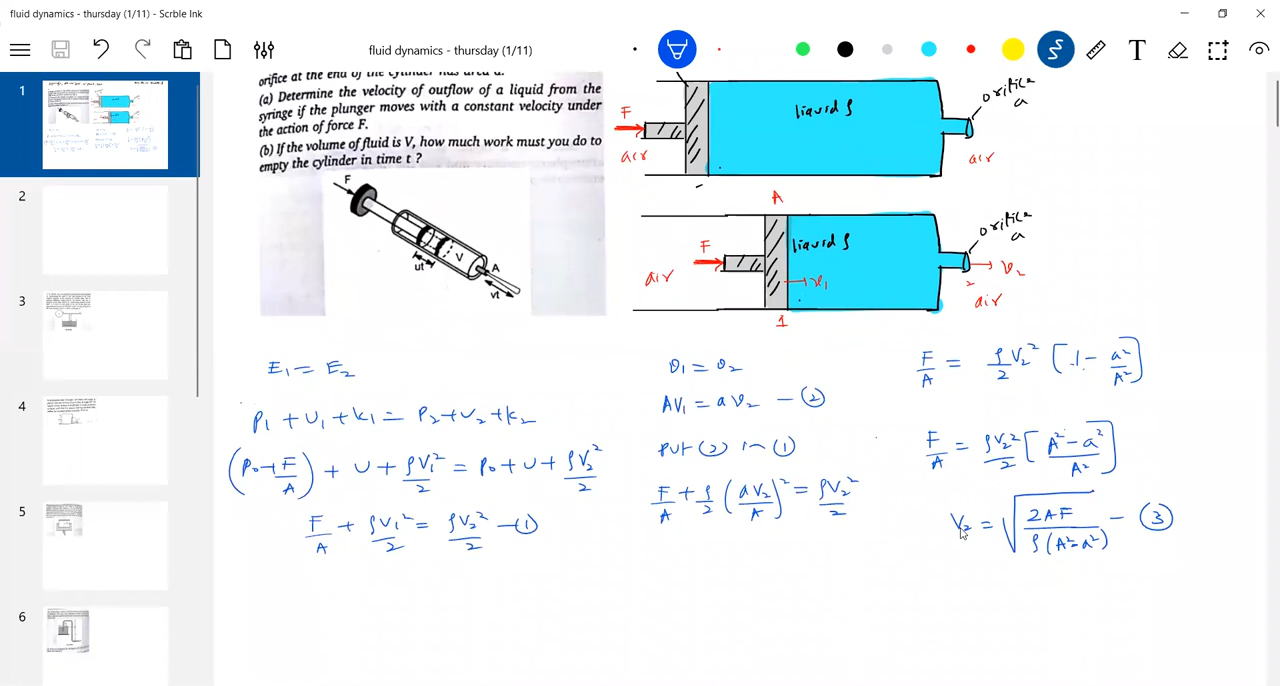 fluid dynamics - thursday (1/11) - Scrble Ink
fluid dynamics - thursday (1/11)
T
1
2
3
4
5
6
orifice at the end of the cylinder has area a.
(a) Determine the velocity of outflow of a liquid from the
syringe if the plunger moves with a constant velocity under
the action of force F.
(b) If the volume of fluid is V, how much work must you do to
empty the cylinder in time t ?
F
ut
V
A
vt
F
air
liquid ρ
orifice
a
air
A
F
air
liquid ρ
v₁
1
orifice
a
v₂
2
air
E₁ = E₂
P₁ + U₁ + K₁ = P₂ + U₂ + K₂
(P₀ + F/A) + U + ρV₁²/2 = P₀ + U + ρV₂²/2
F/A + ρV₁²/2 = ρV₂²/2 — ①
θ₁ = θ₂
AV₁ = aV₂ — ②
Put (2) in (1)
F/A + ρ/2 (aV₂/A)² = ρV₂²/2
F/A = ρV₂²/2 [1 - a²/A²]
F/A = ρV₂²/2 [A² - a²/A²]
V₂ = √2AF/ρ(A² - a²) — ③